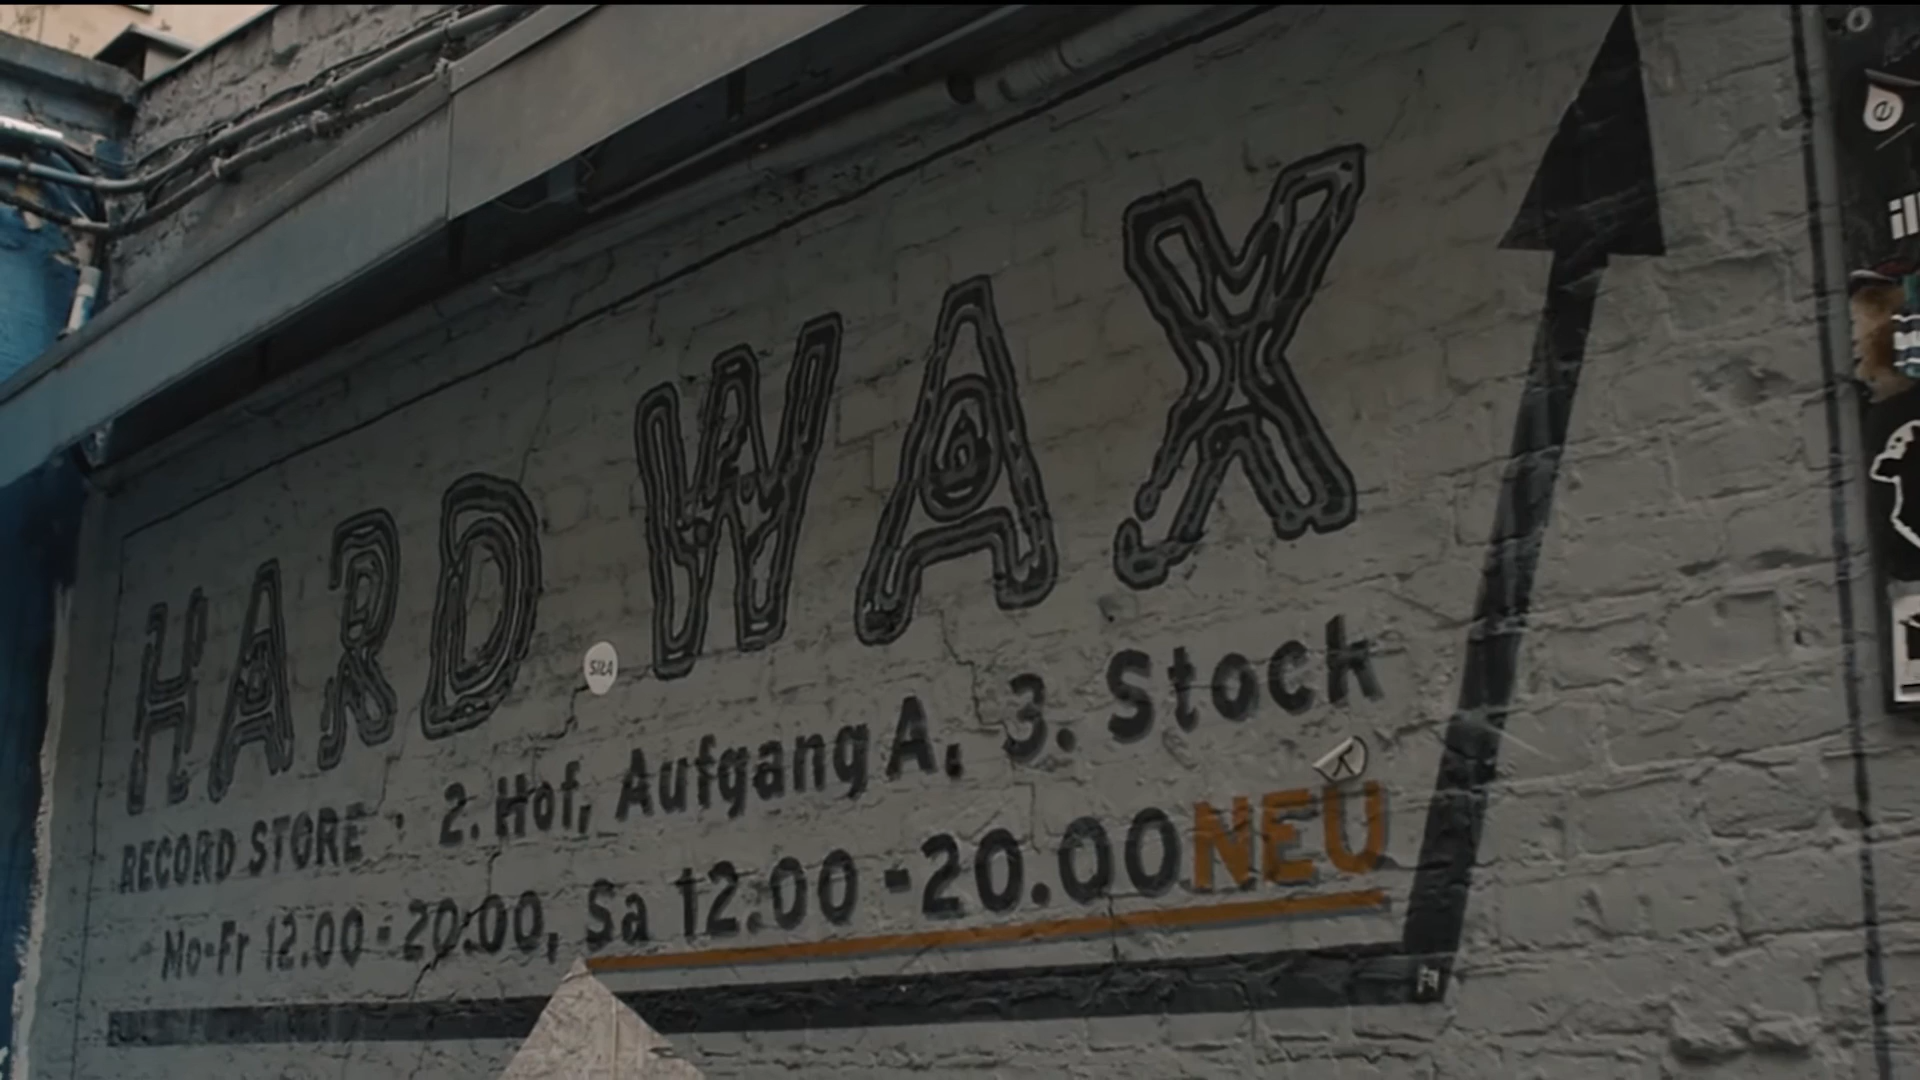 HARD WAX
RECORD STORE : 2. Hof, Aufgang A, 3. Stock
Mo-Fr 12.00-20.00, Sa 12.00-20.00 NEU
SIŁA